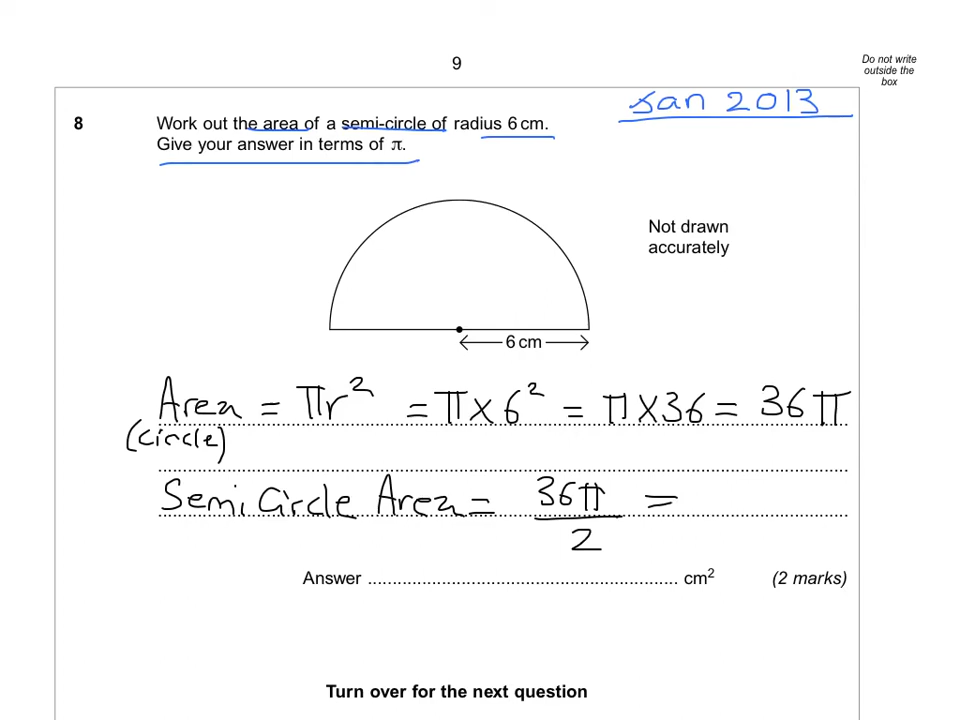 9
Do not write
outside the
box
Jan 2013
8 Work out the area of a semi-circle of radius 6 cm.
Give your answer in terms of π.
Not drawn
accurately
6 cm
Area = πr² = π×6² = π×36 = 36π
(circle)
Semi Circle Area = 36π/2 =
Answer ............................................................... cm² (2 marks)
Turn over for the next question